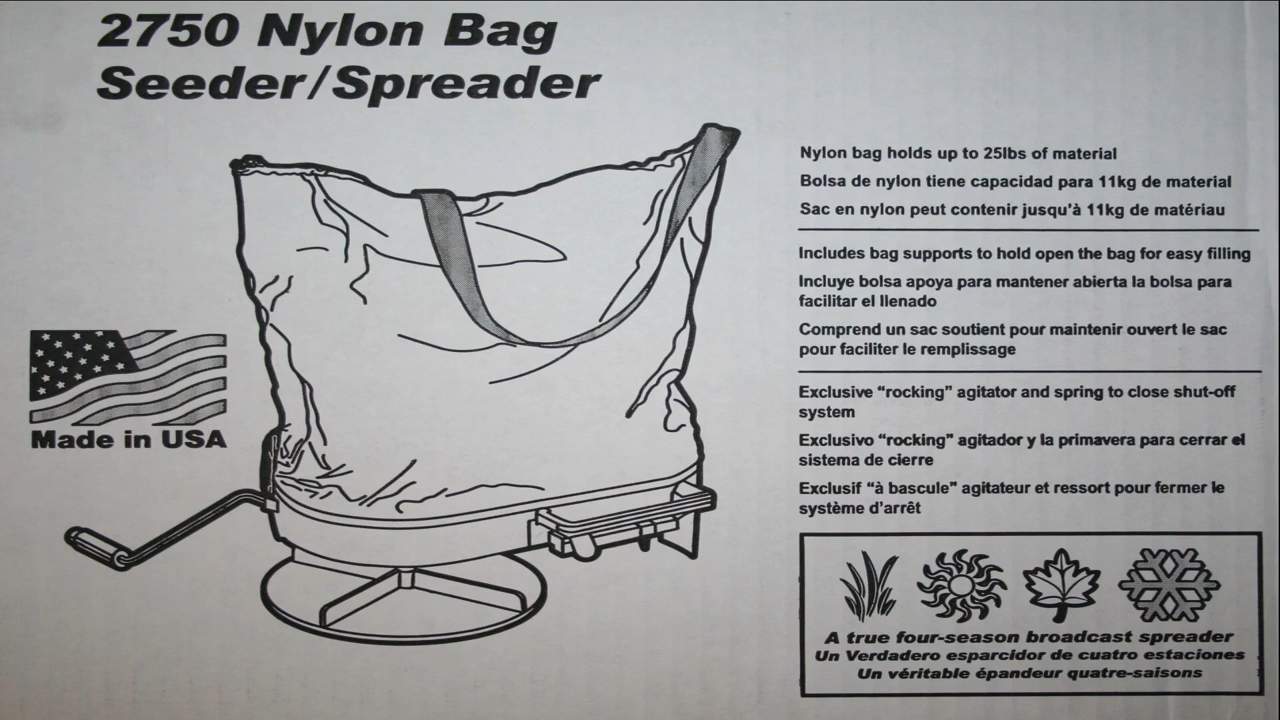 2750 Nylon Bag
Seeder/Spreader
Made in USA
Nylon bag holds up to 25lbs of material
Bolsa de nylon tiene capacidad para 11kg de material
Sac en nylon peut contenir jusqu'à 11kg de matériau
Includes bag supports to hold open the bag for easy filling
Incluye bolsa apoya para mantener abierta la bolsa para
facilitar el llenado
Comprend un sac soutient pour maintenir ouvert le sac
pour faciliter le remplissage
Exclusive “rocking” agitator and spring to close shut-off
system
Exclusivo “rocking” agitador y la primavera para cerrar el
sistema de cierre
Exclusif “à bascule” agitateur et ressort pour fermer le
système d’arrêt
A true four-season broadcast spreader
Un Verdadero esparcidor de cuatro estaciones
Un véritable épandeur quatre-saisons